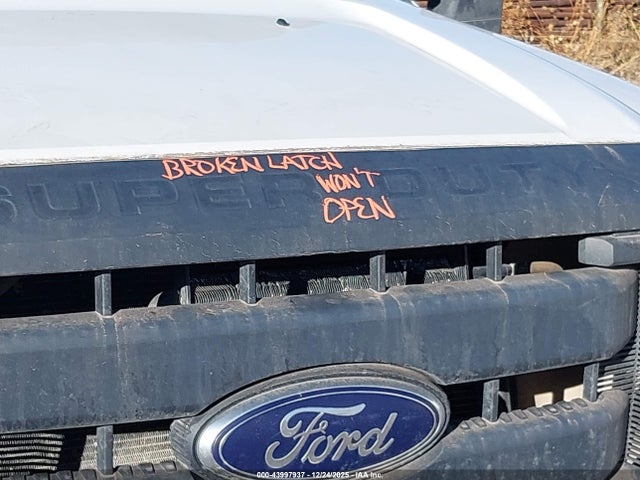 BROKEN LATCH
WON'T
OPEN
SUPER DUTY
Ford
000-43997937 - 12/24/2025 - IAA Inc.